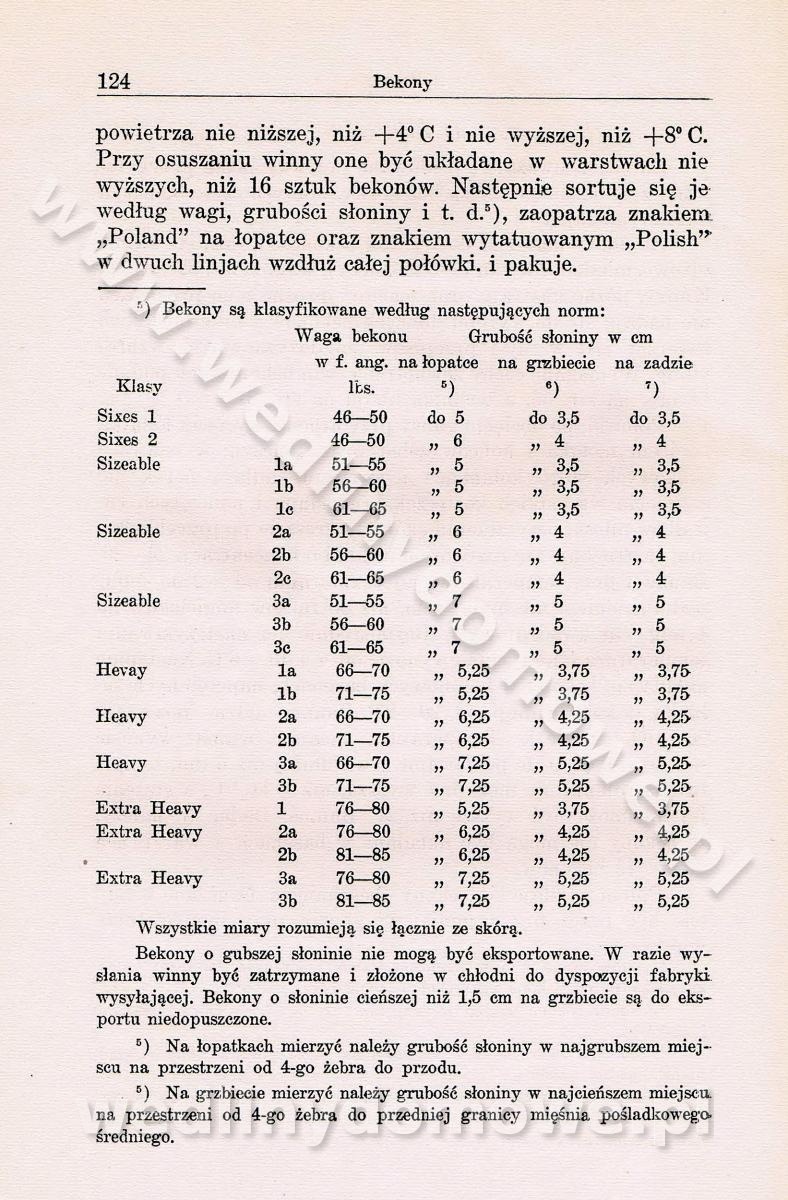 124 Bekony
powietrza nie niższej, niż +4° C i nie wyższej, niż +8° C.
Przy osuszaniu winny one być układane w warstwach nie
wyższych, niż 16 sztuk bekonów. Następnie sortuje się je
według wagi, grubości słoniny i t. d.⁵), zaopatrza znakiem
„Poland” na łopatce oraz znakiem wytatuowanym „Polish”
w dwuch linjach wzdłuż całej połówki. i pakuje.
⁵) Bekony są klasyfikowane według następujących norm:
Waga bekonu Grubość słoniny w cm
w f. ang. na łopatce na grzbiecie na zadzie
Klasy lbs. ⁵) ⁶) ⁷)
Sixes 1 46—50 do 5 do 3,5 do 3,5
Sixes 2 46—50 „ 6 „ 4 „ 4
Sizeable 1a 51—55 „ 5 „ 3,5 „ 3,5
1b 56—60 „ 5 „ 3,5 „ 3,5
1c 61—65 „ 5 „ 3,5 „ 3,5
Sizeable 2a 51—55 „ 6 „ 4 „ 4
2b 56—60 „ 6 „ 4 „ 4
2c 61—65 „ 6 „ 4 „ 4
Sizeable 3a 51—55 „ 7 „ 5 „ 5
3b 56—60 „ 7 „ 5 „ 5
3c 61—65 „ 7 „ 5 „ 5
Hevay 1a 66—70 „ 5,25 „ 3,75 „ 3,75
1b 71—75 „ 5,25 „ 3,75 „ 3,75
Heavy 2a 66—70 „ 6,25 „ 4,25 „ 4,25
2b 71—75 „ 6,25 „ 4,25 „ 4,25
Heavy 3a 66—70 „ 7,25 „ 5,25 „ 5,25
3b 71—75 „ 7,25 „ 5,25 „ 5,25
Extra Heavy 1 76—80 „ 5,25 „ 3,75 „ 3,75
Extra Heavy 2a 76—80 „ 6,25 „ 4,25 „ 4,25
2b 81—85 „ 6,25 „ 4,25 „ 4,25
Extra Heavy 3a 76—80 „ 7,25 „ 5,25 „ 5,25
3b 81—85 „ 7,25 „ 5,25 „ 5,25
Wszystkie miary rozumieją się łącznie ze skórą.
Bekony o gubszej słoninie nie mogą być eksportowane. W razie wy-
słania winny być zatrzymane i złożone w chłodni do dyspozycji fabryki
wysyłającej. Bekony o słoninie cieńszej niż 1,5 cm na grzbiecie są do eks-
portu niedopuszczone.
⁵) Na łopatkach mierzyć należy grubość słoniny w najgrubszem miej-
scu na przestrzeni od 4-go żebra do przodu.
⁵) Na grzbiecie mierzyć należy grubość słoniny w najcieńszem miejscu
na przestrzeni od 4-go żebra do przedniej granicy mięśnia pośladkowego
średniego.
www.wedlinydomowe.pl
wedlinydomowe.pl